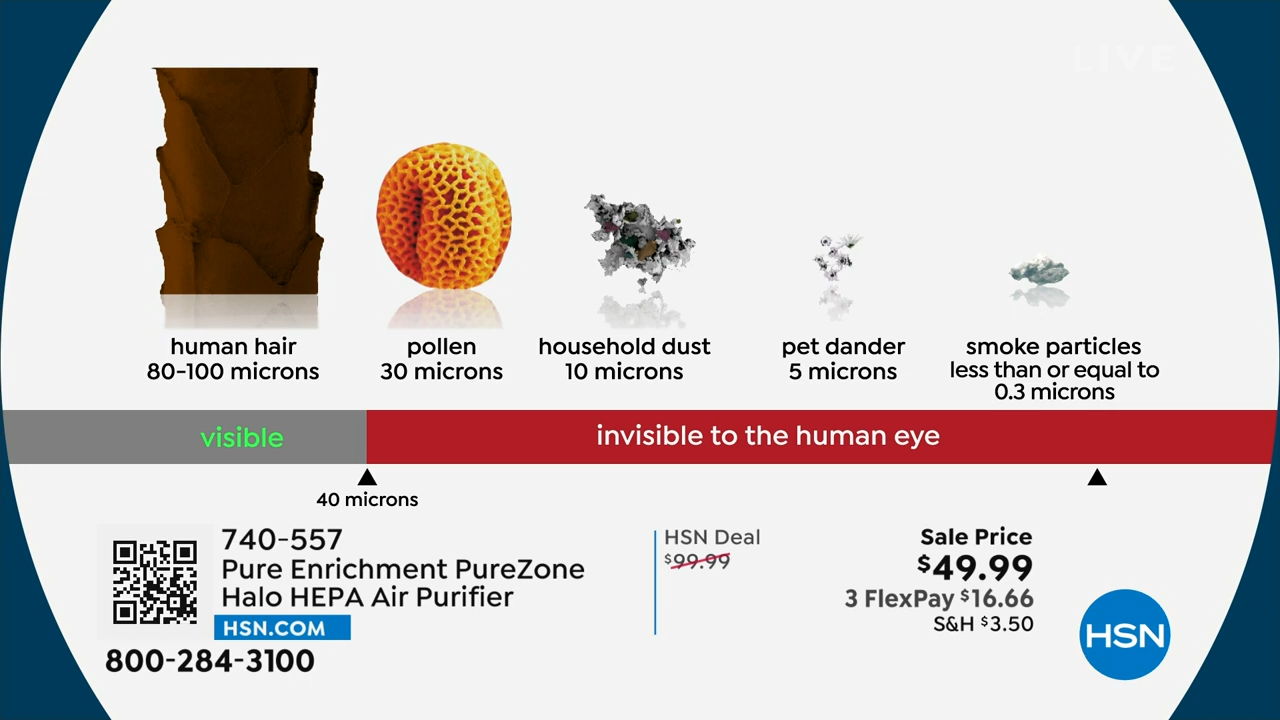 LIVE
human hair
80-100 microns
pollen
30 microns
household dust
10 microns
pet dander
5 microns
smoke particles
less than or equal to
0.3 microns
visible
invisible to the human eye
40 microns
740-557
Pure Enrichment PureZone
Halo HEPA Air Purifier
HSN.COM
800-284-3100
HSN Deal
$99.99
Sale Price
$49.99
3 FlexPay $16.66
S&H $3.50
HSN